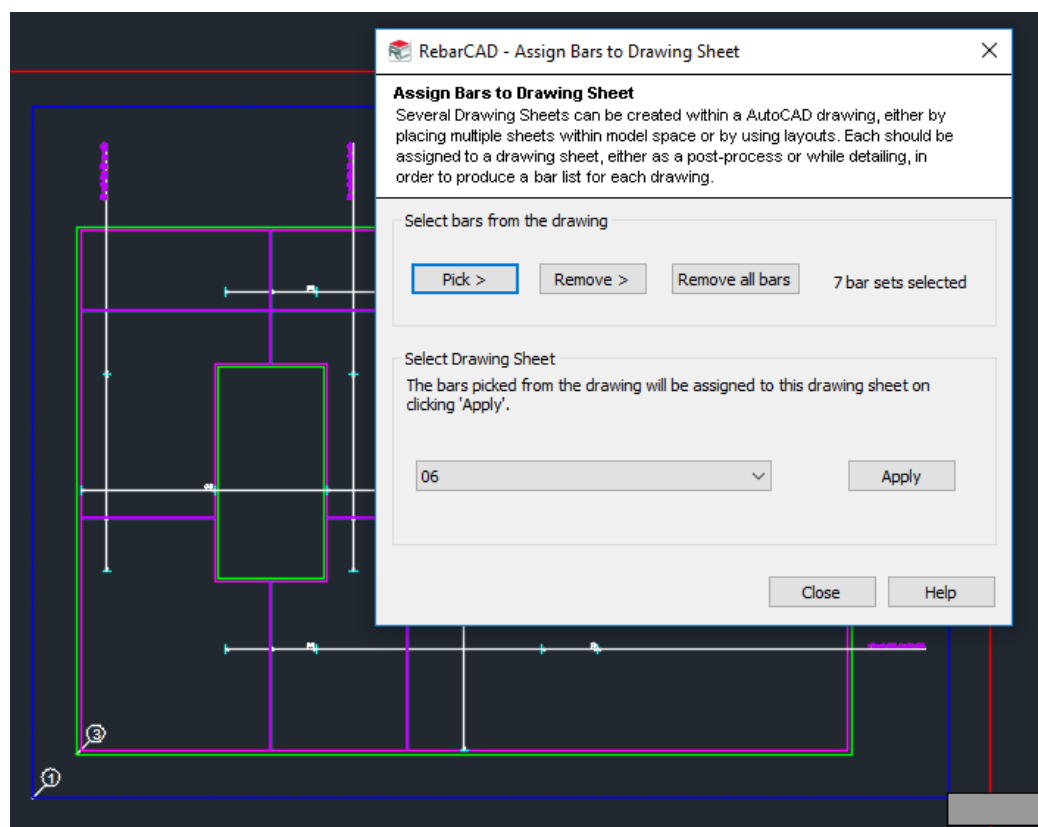 RebarCAD - Assign Bars to Drawing Sheet
Assign Bars to Drawing Sheet
Several Drawing Sheets can be created within a AutoCAD drawing, either by
placing multiple sheets within model space or by using layouts. Each should be
assigned to a drawing sheet, either as a post-process or while detailing, in
order to produce a bar list for each drawing.
Select bars from the drawing
Pick >
Remove >
Remove all bars
7 bar sets selected
Select Drawing Sheet
The bars picked from the drawing will be assigned to this drawing sheet on
clicking 'Apply'.
06
Apply
Close
Help
3
1